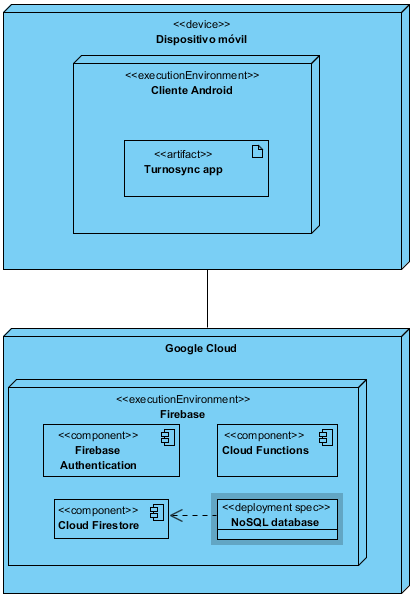 <<device>>
Dispositivo móvil
<<executionEnvironment>>
Cliente Android
<<artifact>>
Turnosync app
Google Cloud
<<executionEnvironment>>
Firebase
<<component>>
Firebase
Authentication
<<component>>
Cloud Functions
<<component>>
Cloud Firestore
<<deployment spec>>
NoSQL database